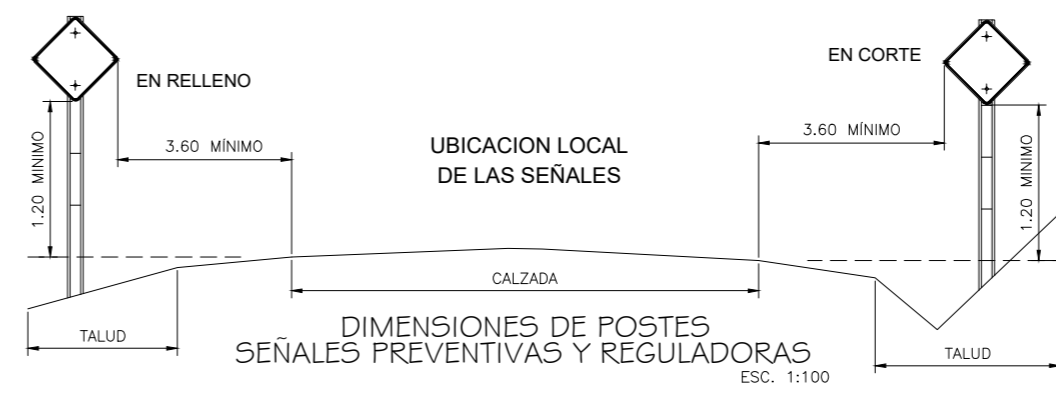 EN RELLENO
EN CORTE
1.20 MINIMO
3.60 MÍNIMO
UBICACION LOCAL
DE LAS SEÑALES
3.60 MÍNIMO
1.20 MINIMO
CALZADA
TALUD
DIMENSIONES DE POSTES
SEÑALES PREVENTIVAS Y REGULADORAS
ESC. 1:100
TALUD